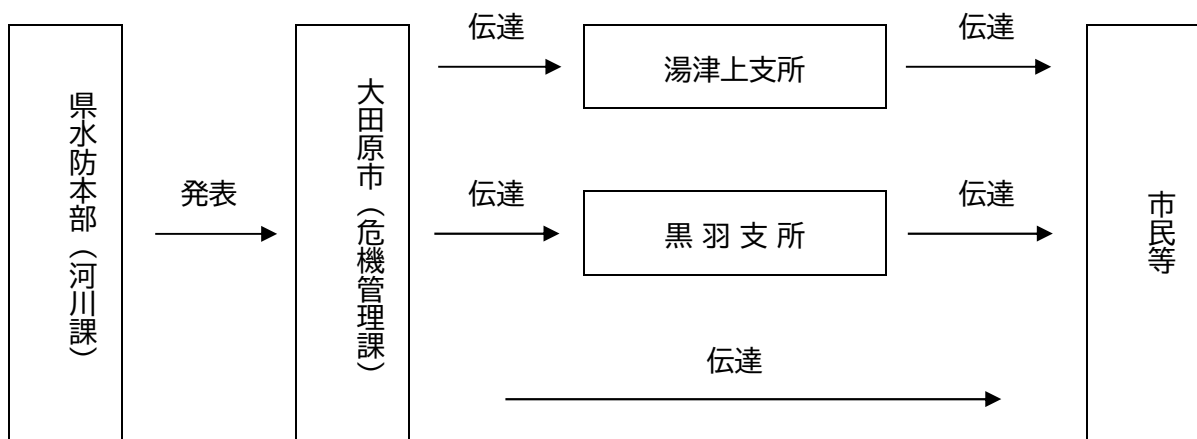 県水防本部（河川課）
発表
大田原市（危機管理課）
伝達
湯津上支所
伝達
伝達
黒羽支所
伝達
伝達
市民等